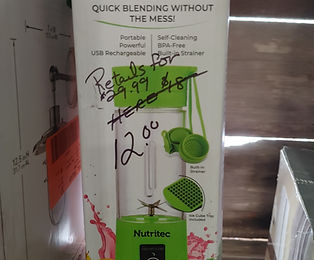 QUICK BLENDING WITHOUT
THE MESS!
Portable
Powerful
USB Rechargeable
Self-Cleaning
BPA-Free
Built-in Strainer
Retails for
$29.99
HERE $18
12.00
Built-in
Strainer
Ice Cube Tray
Included
Nutritec